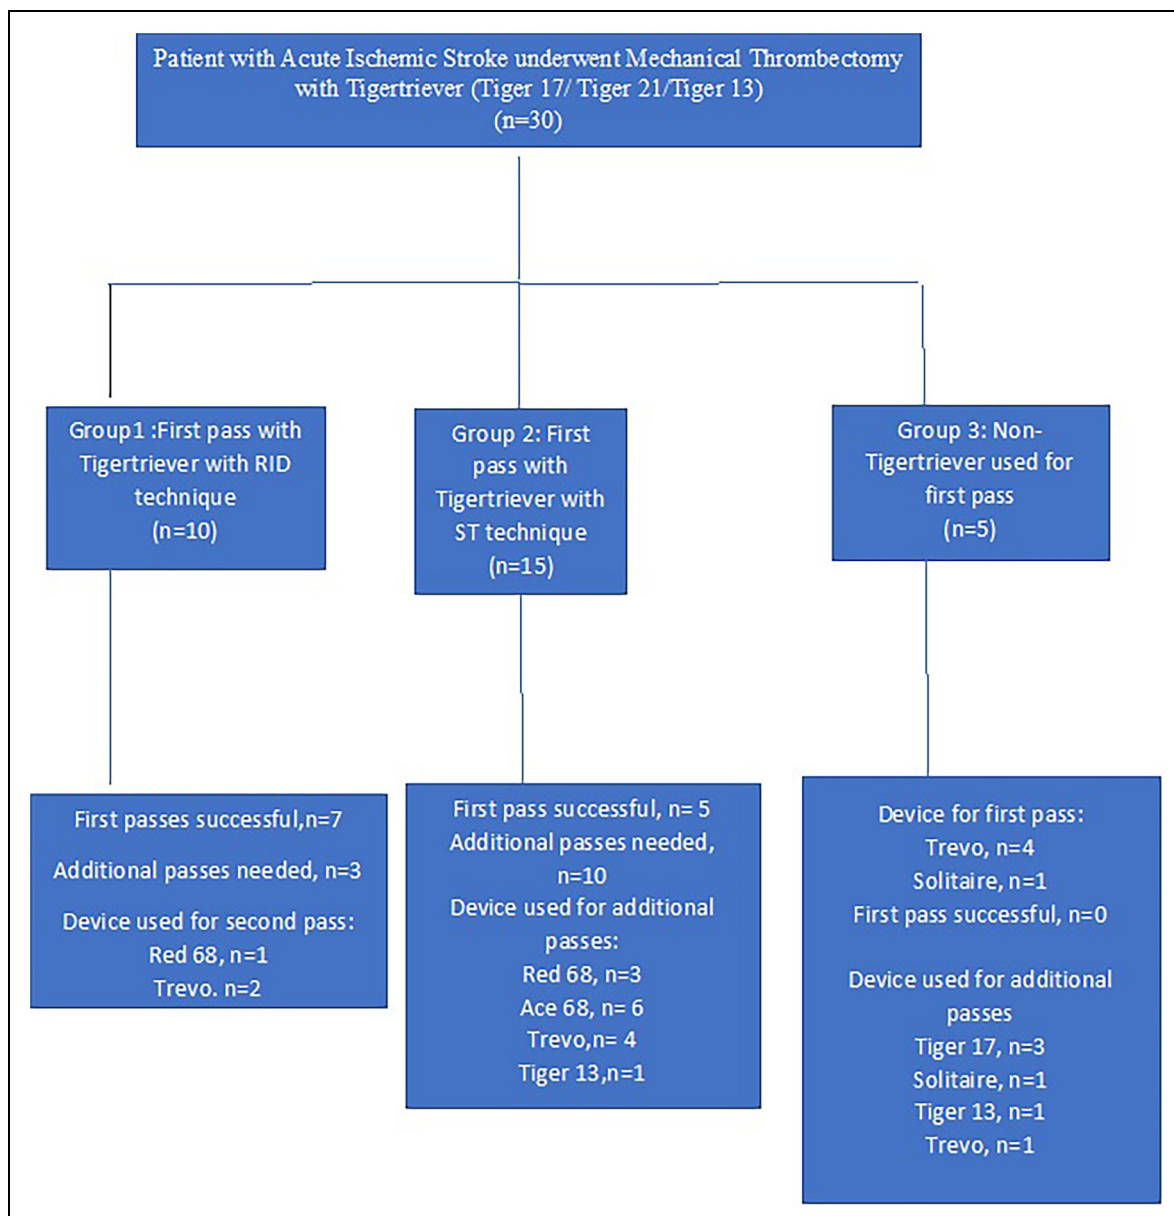 Patient with Acute Ischemic Stroke underwent Mechanical Thrombectomy
with Tigertriever (Tiger 17/ Tiger 21/Tiger 13)
(n=30)
Group1 :First pass with
Tigertriever with RID
technique
(n=10)
Group 2: First
pass with
Tigertriever with
ST technique
(n=15)
Group 3: Non-
Tigertriever used for
first pass
(n=5)
First passes successful,n=7
Additional passes needed, n=3
Device used for second pass:
Red 68, n=1
Trevo. n=2
First pass successful, n= 5
Additional passes needed,
n=10
Device used for additional
passes:
Red 68, n=3
Ace 68, n= 6
Trevo,n= 4
Tiger 13,n=1
Device for first pass:
Trevo, n=4
Solitaire, n=1
First pass successful, n=0
Device used for additional
passes
Tiger 17, n=3
Solitaire, n=1
Tiger 13, n=1
Trevo, n=1